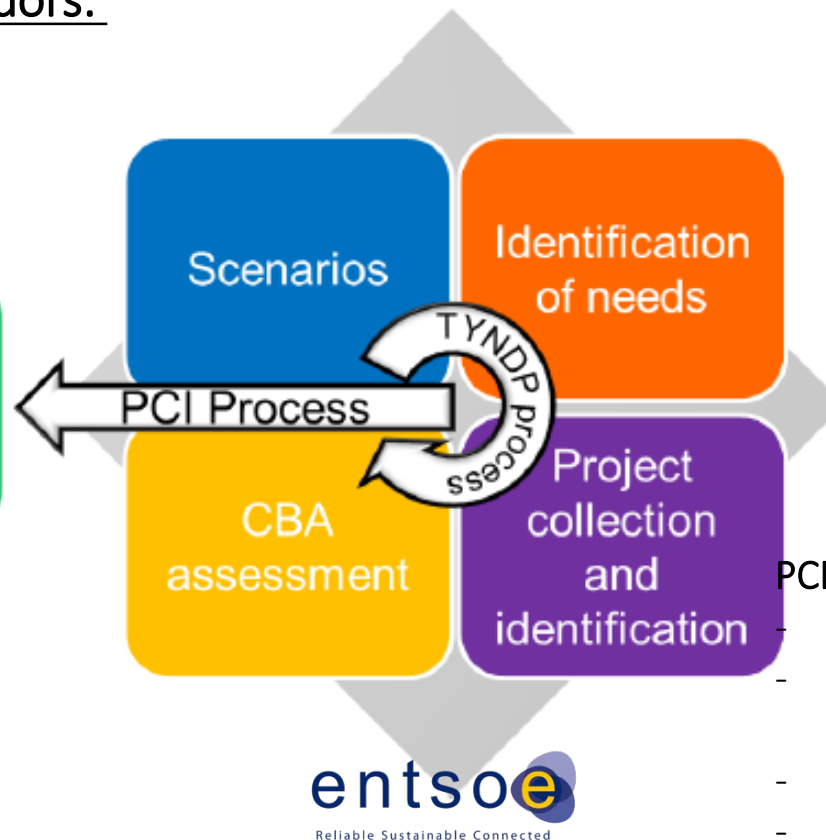 dors:
Scenarios
Identification
of needs
TYNDP process
PCI Process
CBA
assessment
Project
collection
and
identification
PCI
-
-
-
-
entsoe
Reliable Sustainable Connected